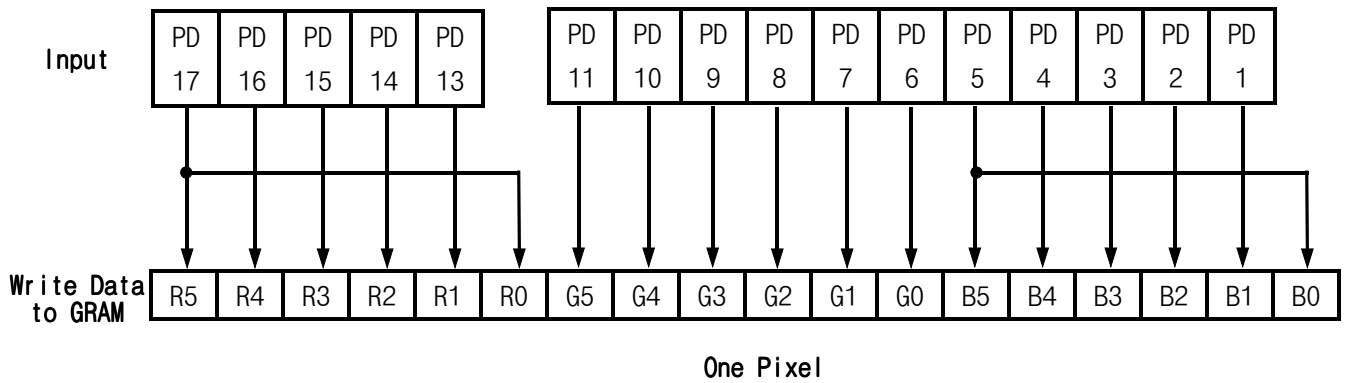 Input
PD 17 PD 16 PD 15 PD 14 PD 13 PD 11 PD 10 PD 9 PD 8 PD 7 PD 6 PD 5 PD 4 PD 3 PD 2 PD 1
Write Data to GRAM
R5 R4 R3 R2 R1 R0 G5 G4 G3 G2 G1 G0 B5 B4 B3 B2 B1 B0
One Pixel